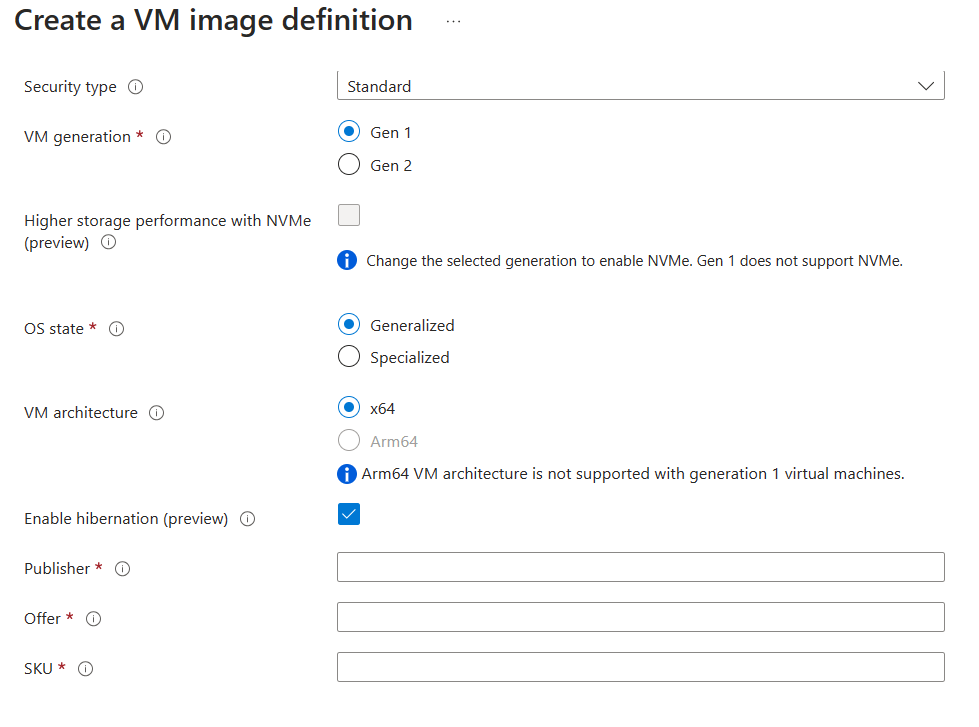 Create a VM image definition ...
Security type
Standard
VM generation *
Gen 1
Gen 2
Higher storage performance with NVMe
(preview)
Change the selected generation to enable NVMe. Gen 1 does not support NVMe.
OS state *
Generalized
Specialized
VM architecture
x64
Arm64
Arm64 VM architecture is not supported with generation 1 virtual machines.
Enable hibernation (preview)
Publisher *
Offer *
SKU *